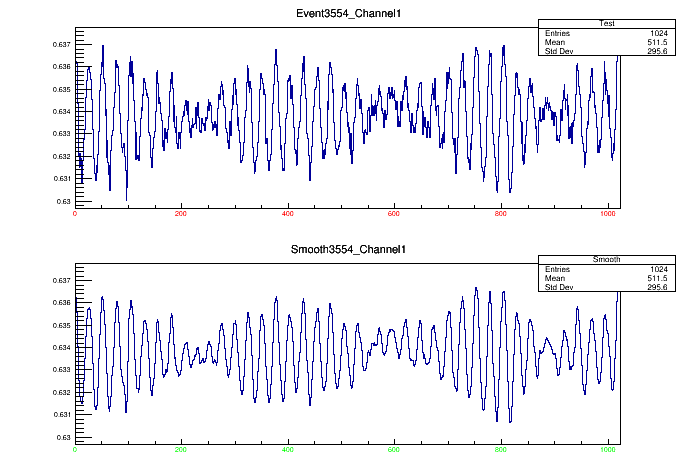 Event3554_Channel1
Test
Entries 1024
Mean 511.5
Std Dev 295.6
0.637
0.636
0.635
0.634
0.633
0.632
0.631
0.63
0 200 400 600 800 1000
Smooth3554_Channel1
Smooth
Entries 1024
Mean 511.5
Std Dev 295.6
0.637
0.636
0.635
0.634
0.633
0.632
0.631
0.63
0 200 400 600 800 1000